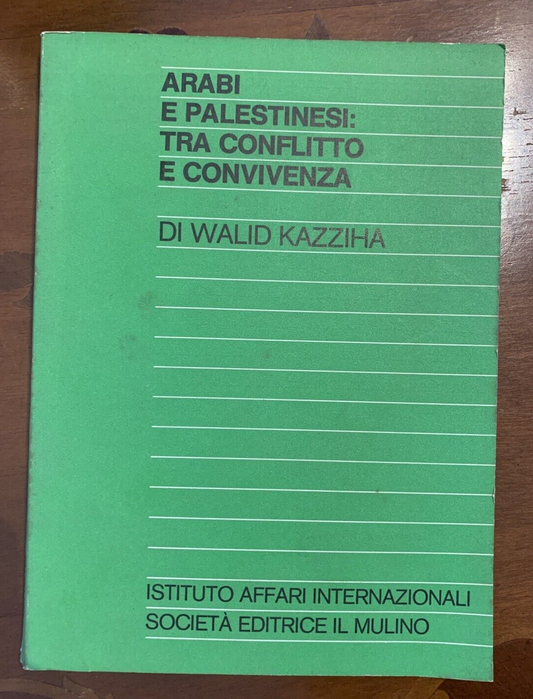 ARABI
E PALESTINESI:
TRA CONFLITTO
E CONVIVENZA
DI WALID KAZZIHA
ISTITUTO AFFARI INTERNAZIONALI
SOCIETÀ EDITRICE IL MULINO